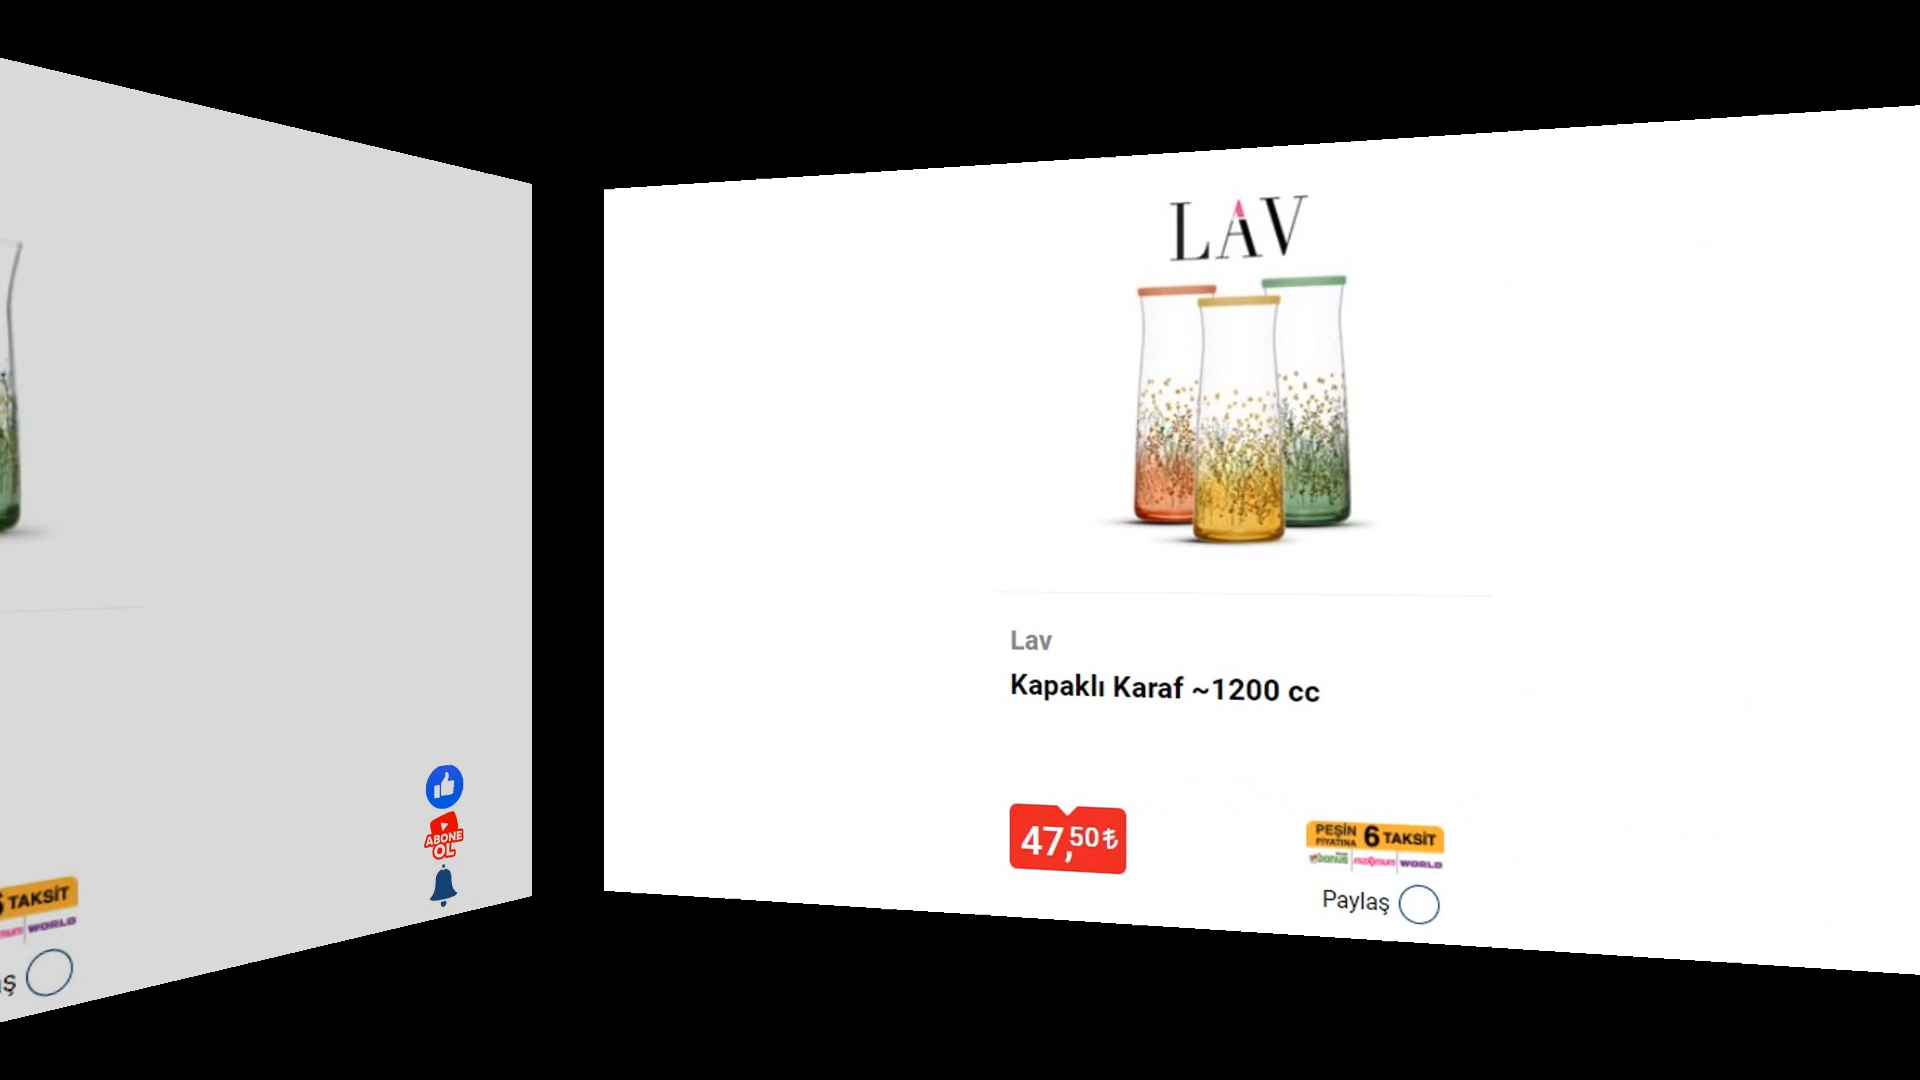 LAV
Lav
Kapaklı Karaf ~1200 cc
47,50₺
PEŞİN FİYATINA 6 TAKSİT
bonus maximum WORLD
Paylaş
ABONE OL
TAKSİT
WORLD
ş